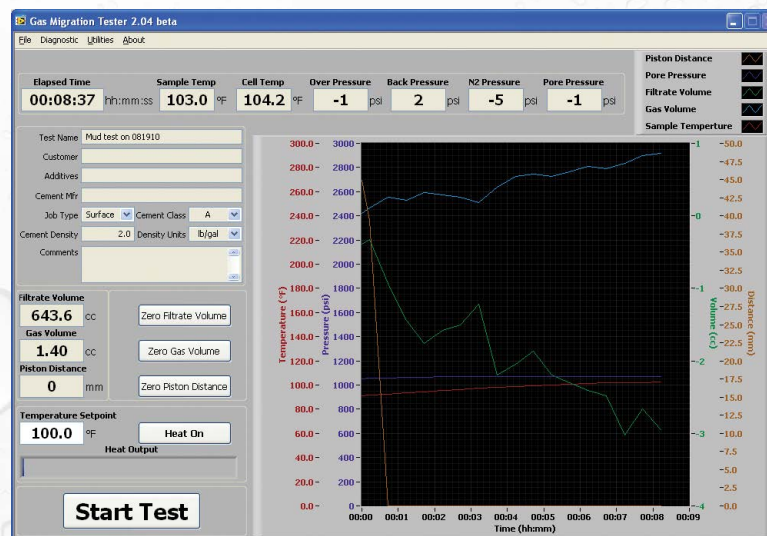 Gas Migration Tester 2.04 beta
File Diagnostic Utilities About
Piston Distance
Pore Pressure
Filtrate Volume
Gas Volume
Sample Temperture
Elapsed Time Sample Temp Cell Temp Over Pressure Back Pressure N2 Pressure Pore Pressure
00:08:37 hh:mm:ss 103.0 ºF 104.2 ºF -1 psi 2 psi -5 psi -1 psi
Test Name Mud test on 081910
Customer
Additives
Cement Mfr
Job Type Surface Cement Class A
Cement Density 2.0 Density Units lb/gal
Comments
Filtrate Volume
643.6 cc Zero Filtrate Volume
Gas Volume
1.40 cc Zero Gas Volume
Piston Distance
0 mm Zero Piston Distance
Temperature Setpoint
100.0 ºF Heat On
Heat Output
Start Test
300.0 3000 1 50.0
47.5
280.0 2800
45.0
260.0 2600
42.5
240.0 2400 0 40.0
37.5
220.0 2200
35.0
200.0 2000
32.5
180.0 1800 -1 30.0
27.5
160.0 1600
25.0
140.0 1400
22.5
120.0 1200 -2 20.0
17.5
100.0 1000
15.0
80.0 800
12.5
60.0 600 -3 10.0
7.5
40.0 400
5.0
20.0 200
2.5
0.0 0 -4 0.0
Temperature (ºF)
Pressure (psi)
Volume (cc)
Distance (mm)
00:00 00:01 00:02 00:03 00:04 00:05 00:06 00:07 00:08 00:09
Time (hh:mm)